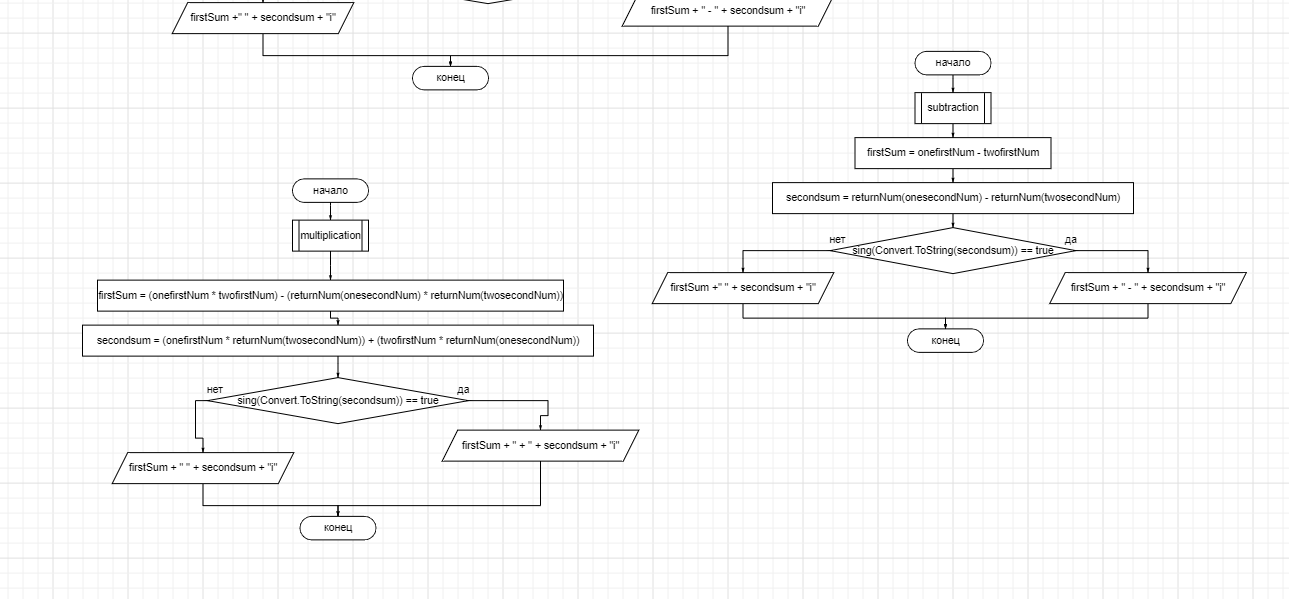 firstSum +" " + secondsum + "i"
firstSum + " - " + secondsum + "i"
конец
начало
subtraction
firstSum = onefirstNum - twofirstNum
secondsum = returnNum(onesecondNum) - returnNum(twosecondNum)
нет
да
sing(Convert.ToString(secondsum)) == true
firstSum +" " + secondsum + "i"
firstSum + " - " + secondsum + "i"
конец
начало
multiplication
firstSum = (onefirstNum * twofirstNum) - (returnNum(onesecondNum) * returnNum(twosecondNum))
secondsum = (onefirstNum * returnNum(twosecondNum)) + (twofirstNum * returnNum(onesecondNum))
нет
да
sing(Convert.ToString(secondsum)) == true
firstSum + " + " + secondsum + "i"
firstSum + " " + secondsum + "i"
конец